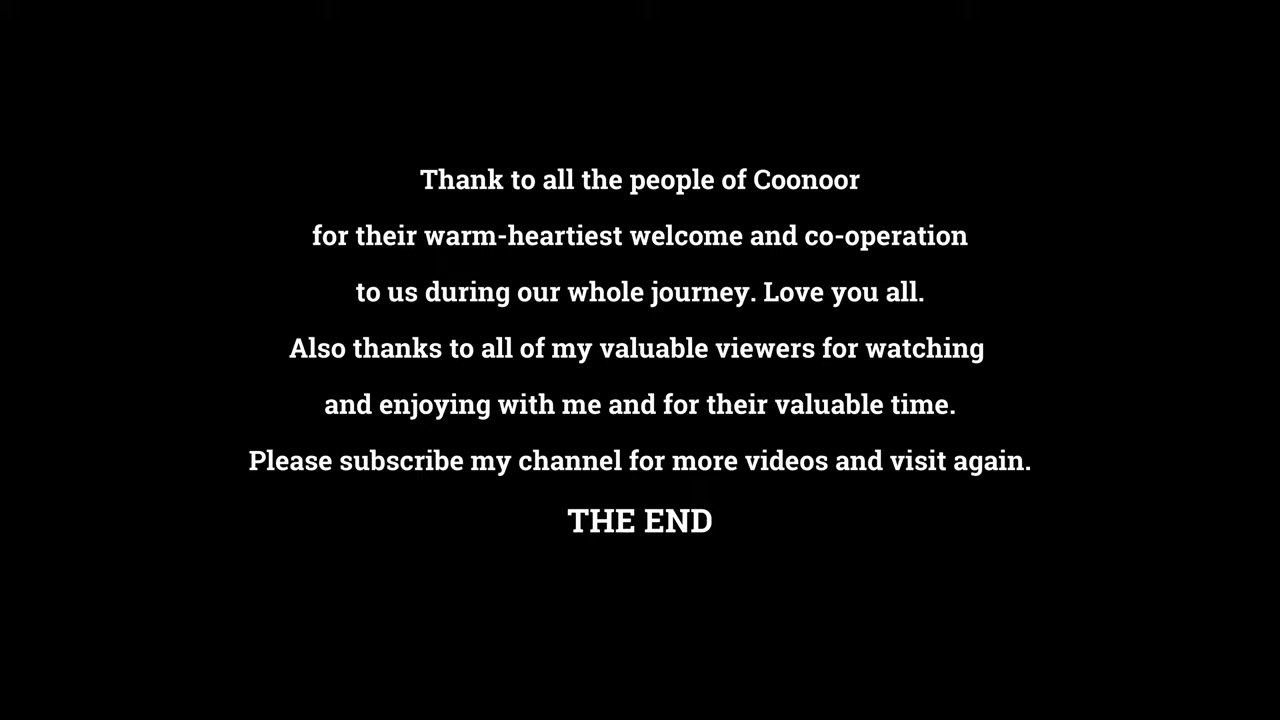 Thank to all the people of Coonoor
for their warm-heartiest welcome and co-operation
to us during our whole journey. Love you all.
Also thanks to all of my valuable viewers for watching
and enjoying with me and for their valuable time.
Please subscribe my channel for more videos and visit again.
THE END